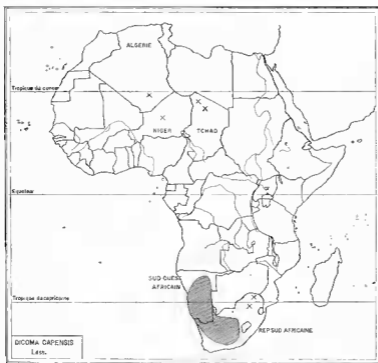 ALGERIE
Tropique du cancer
NIGER
TCHAD
Equateur
SUD-OUEST
AFRICAIN
Tropique du capricorne
REP SUD AFRICAINE
DICOMA CAPENSIS
Less.